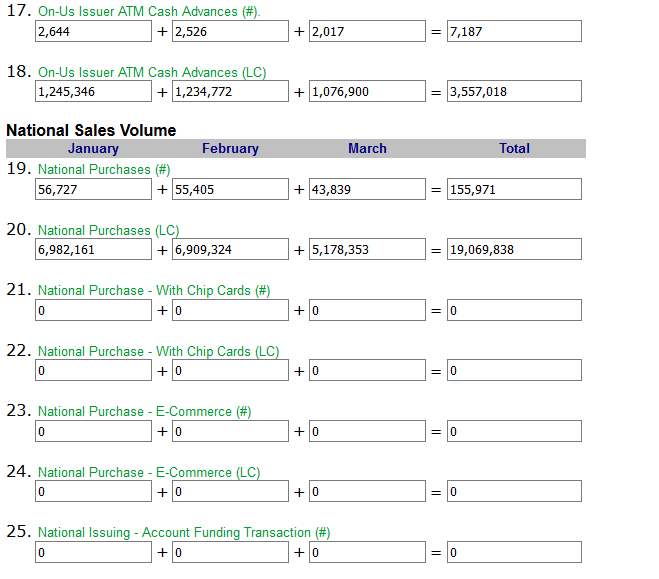 17. On-Us Issuer ATM Cash Advances (#).
2,644 + 2,526 + 2,017 = 7,187
18. On-Us Issuer ATM Cash Advances (LC)
1,245,346 + 1,234,772 + 1,076,900 = 3,557,018
National Sales Volume
January February March Total
19. National Purchases (#)
56,727 + 55,405 + 43,839 = 155,971
20. National Purchases (LC)
6,982,161 + 6,909,324 + 5,178,353 = 19,069,838
21. National Purchase - With Chip Cards (#)
0 + 0 + 0 = 0
22. National Purchase - With Chip Cards (LC)
0 + 0 + 0 = 0
23. National Purchase - E-Commerce (#)
0 + 0 + 0 = 0
24. National Purchase - E-Commerce (LC)
0 + 0 + 0 = 0
25. National Issuing - Account Funding Transaction (#)
0 + 0 + 0 = 0